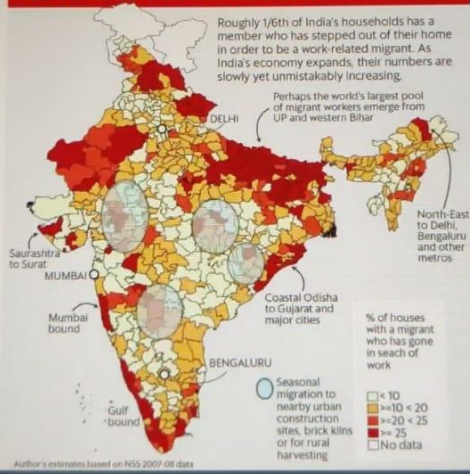 Roughly 1/6th of India's households has a
member who has stepped out of their home
in order to be a work-related migrant. As
India's economy expands, their numbers are
slowly yet unmistakably increasing.
Perhaps the world's largest pool
of migrant workers emerge from
UP and western Bihar
DELHI
North-East
to Delhi,
Bengaluru
and other
metros
Saurashtra
to Surat
MUMBAI
Coastal Odisha
to Gujarat and
major cities
Mumbai
bound
% of houses
with a migrant
who has gone
in seach of
work
BENGALURU
Seasonal
migration to
nearby urban
construction
sites, brick kilns
or for rural
harvesting
< 10
>=10 < 20
>=20 < 25
>= 25
No data
Gulf
-bound
Author's estimates based on NSS 2007-08 data